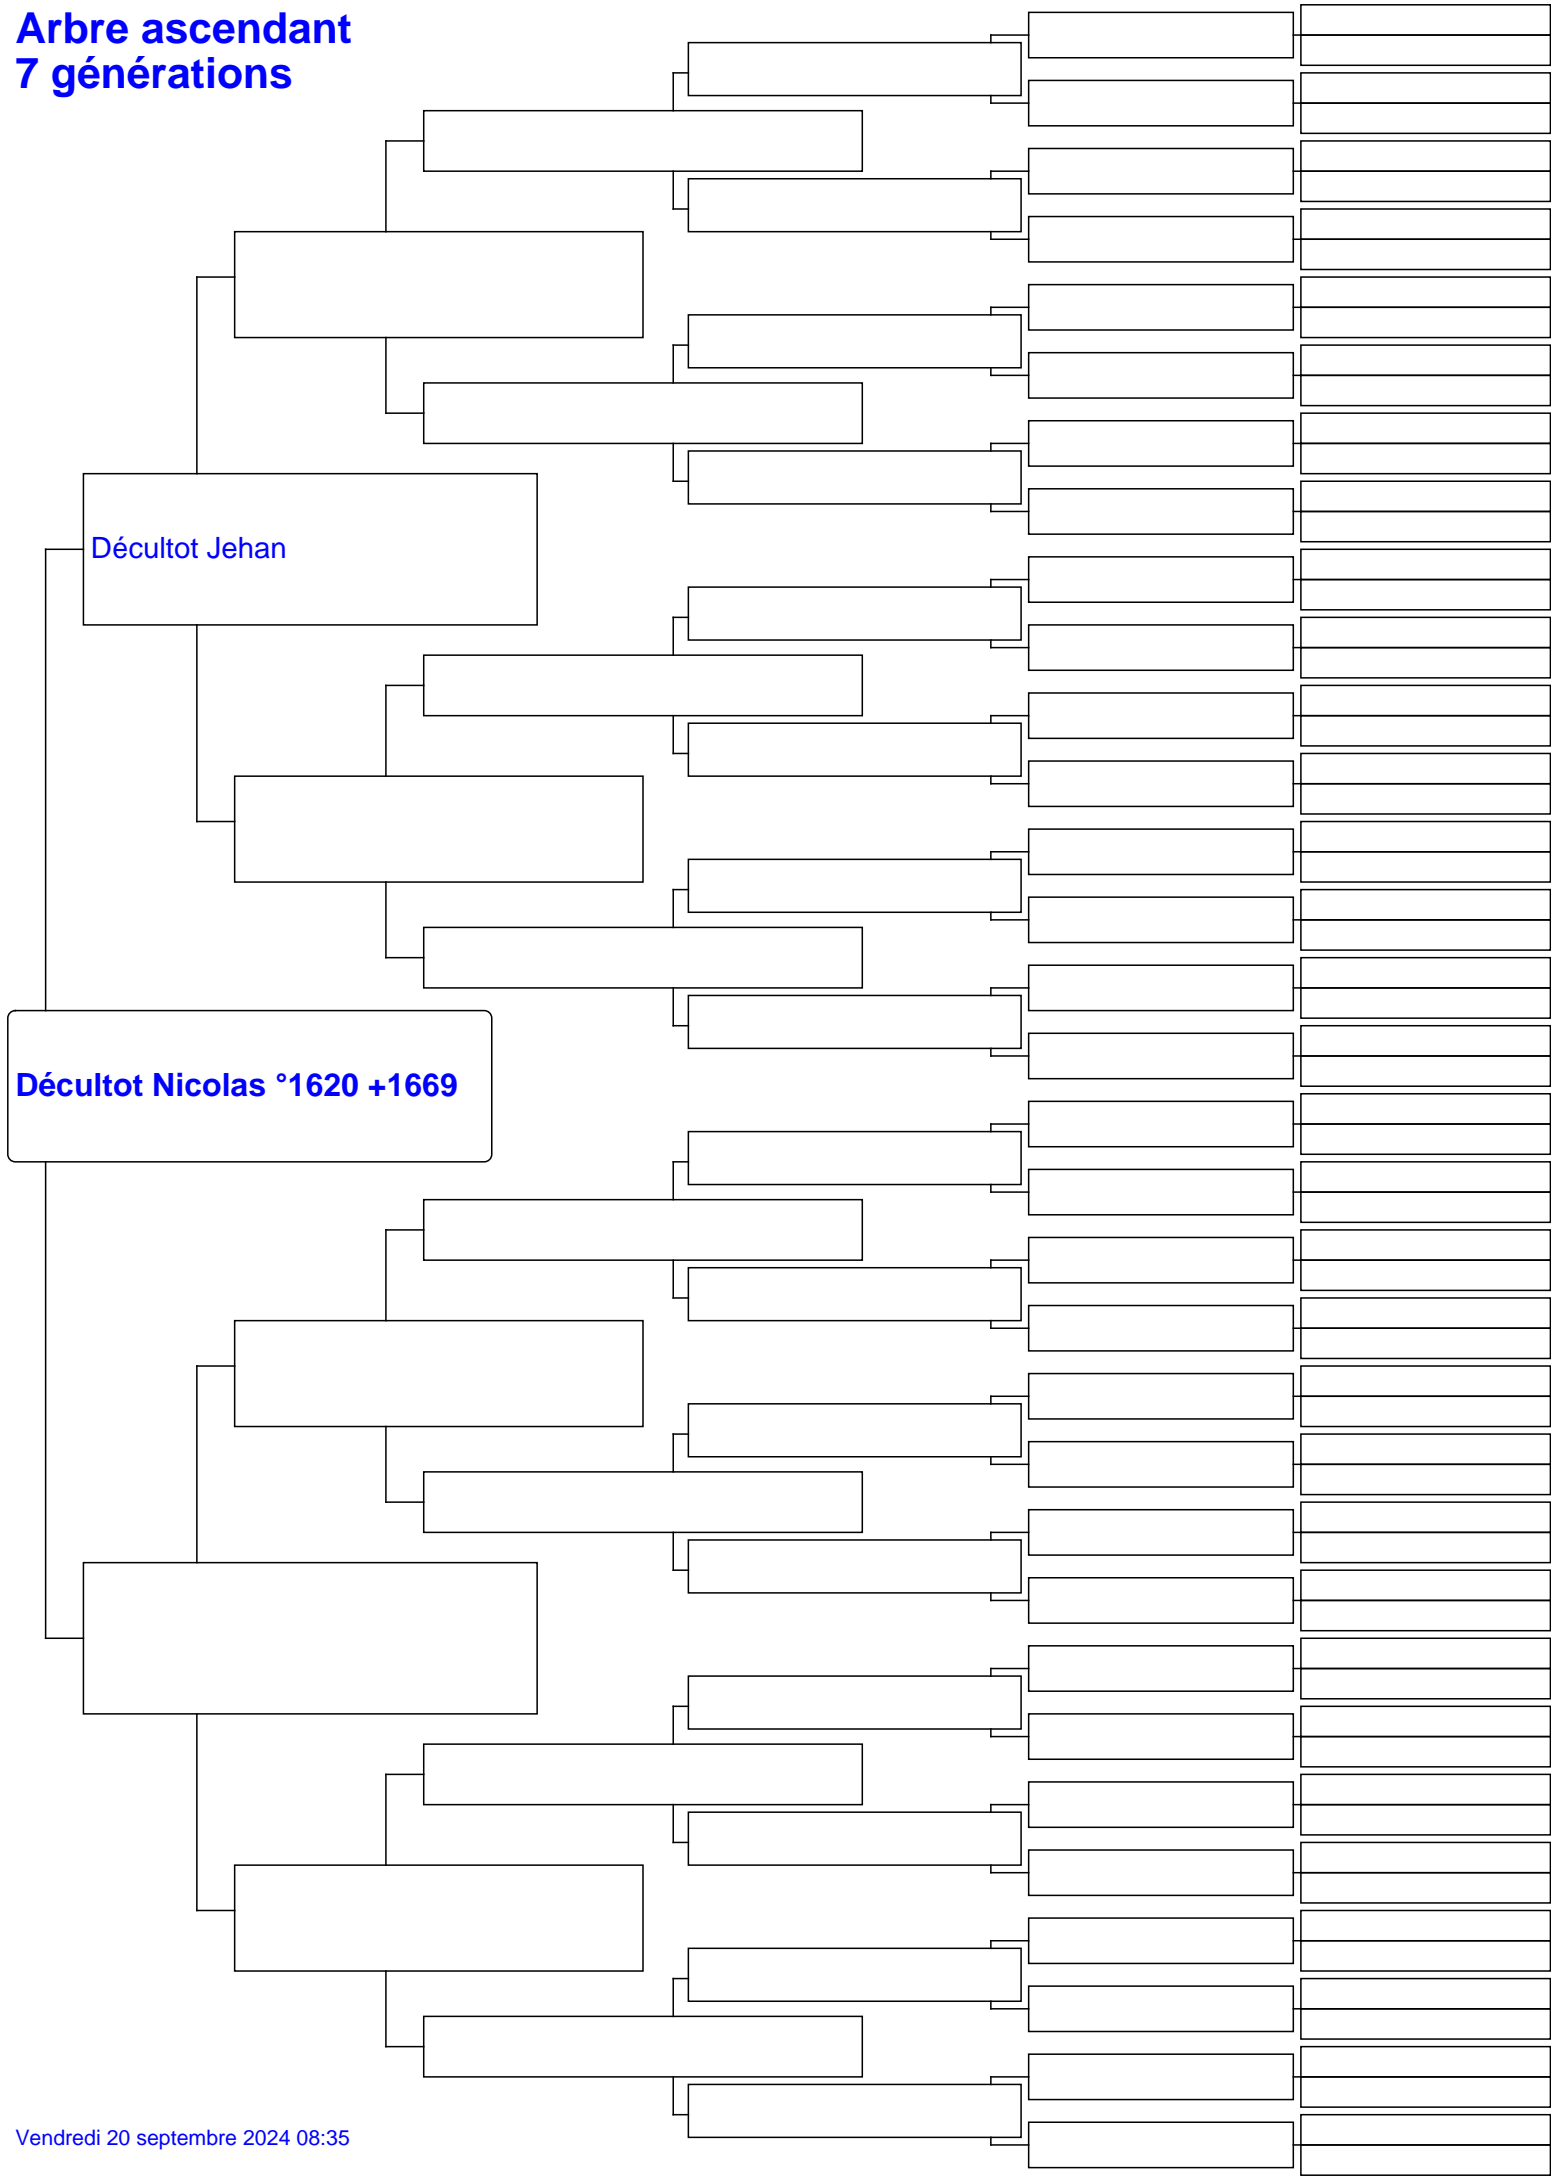 Arbre ascendant
7 générations
Décultot Jehan
Décultot Nicolas °1620 +1669
Vendredi 20 septembre 2024 08:35